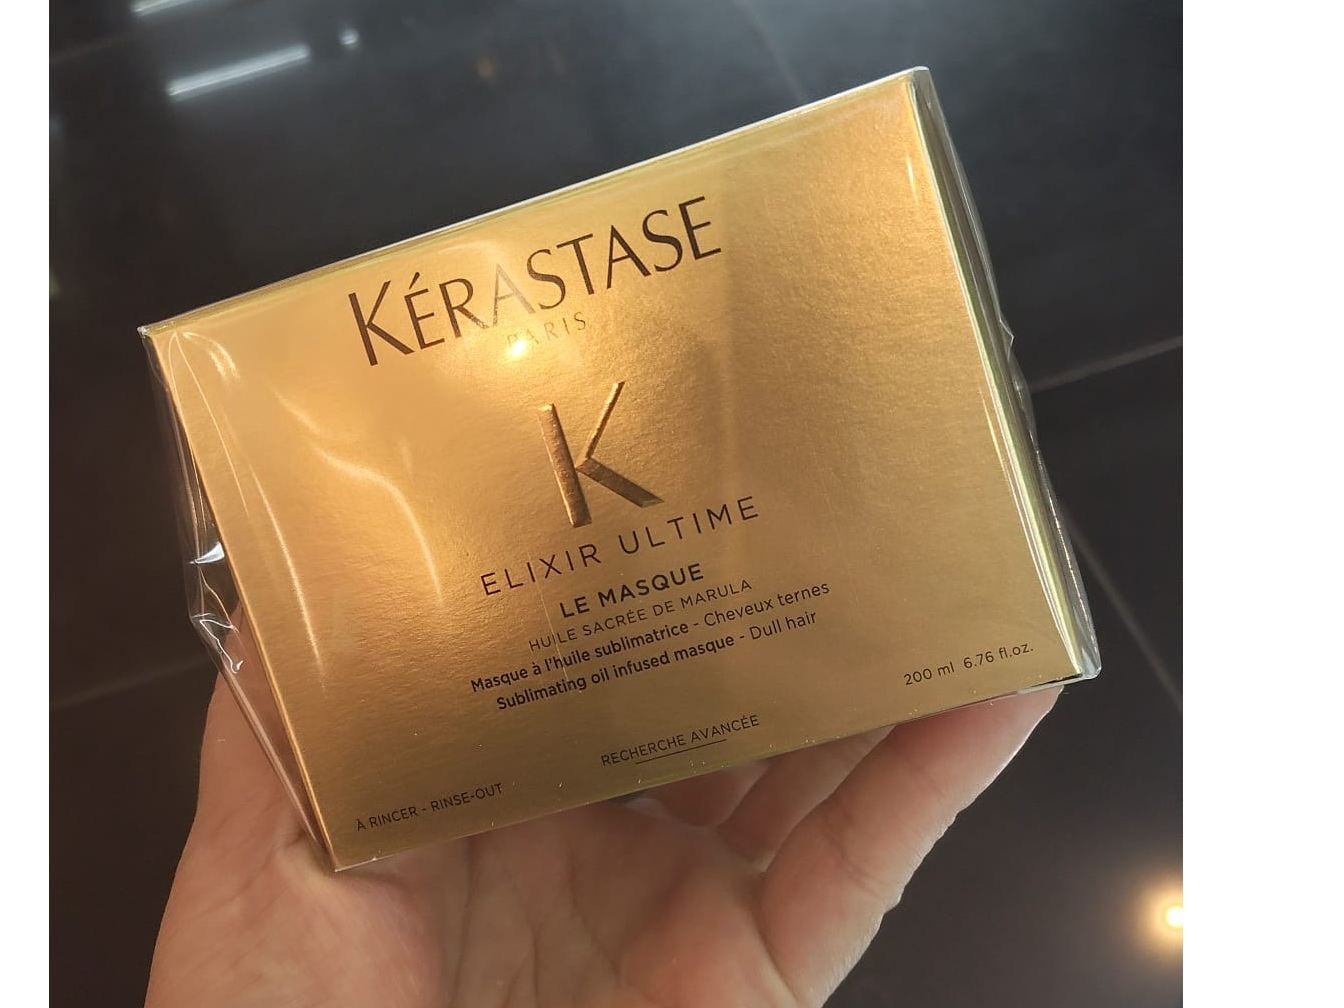 KÉRASTASE
PARIS
K
ELIXIR ULTIME
LE MASQUE
HUILE SACRÉE DE MARULA
Masque à l'huile sublimatrice - Cheveux ternes
Sublimating oil infused masque - Dull hair
200 ml 6.76 fl.oz.
RECHERCHE AVANCÉE
À RINCER - RINSE-OUT